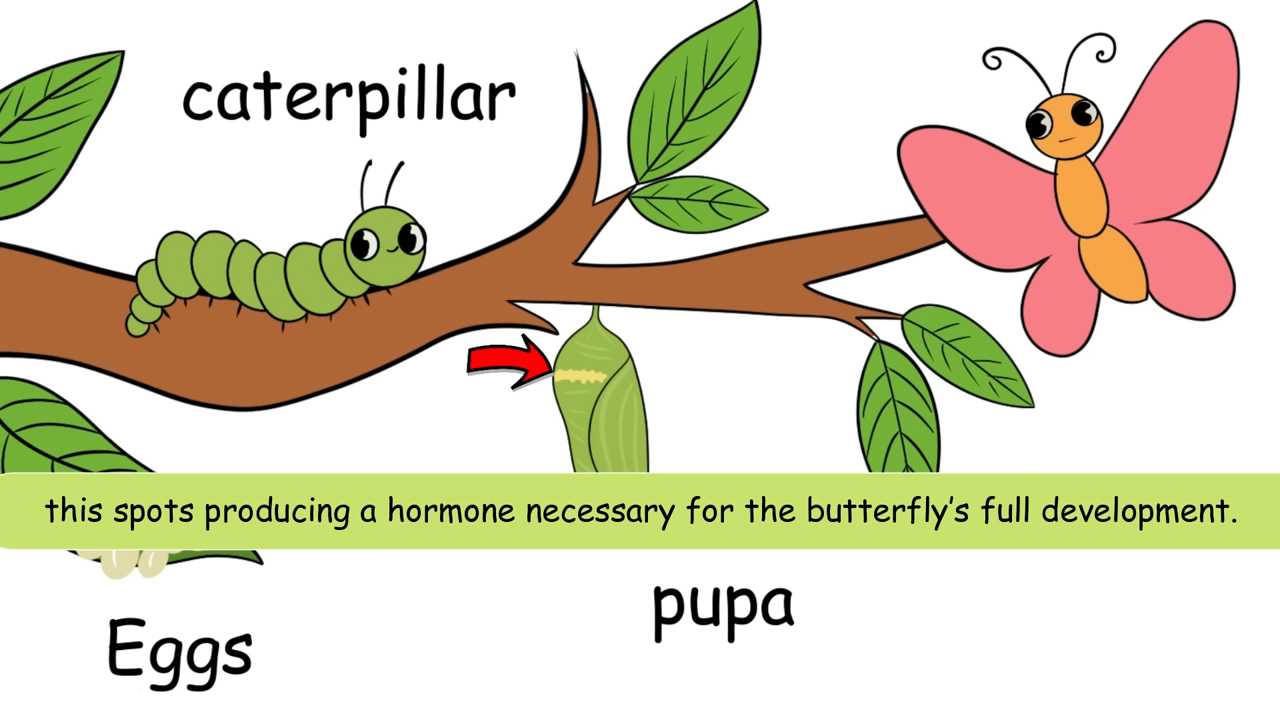 caterpillar
this spots producing a hormone necessary for the butterfly's full development.
pupa
Eggs